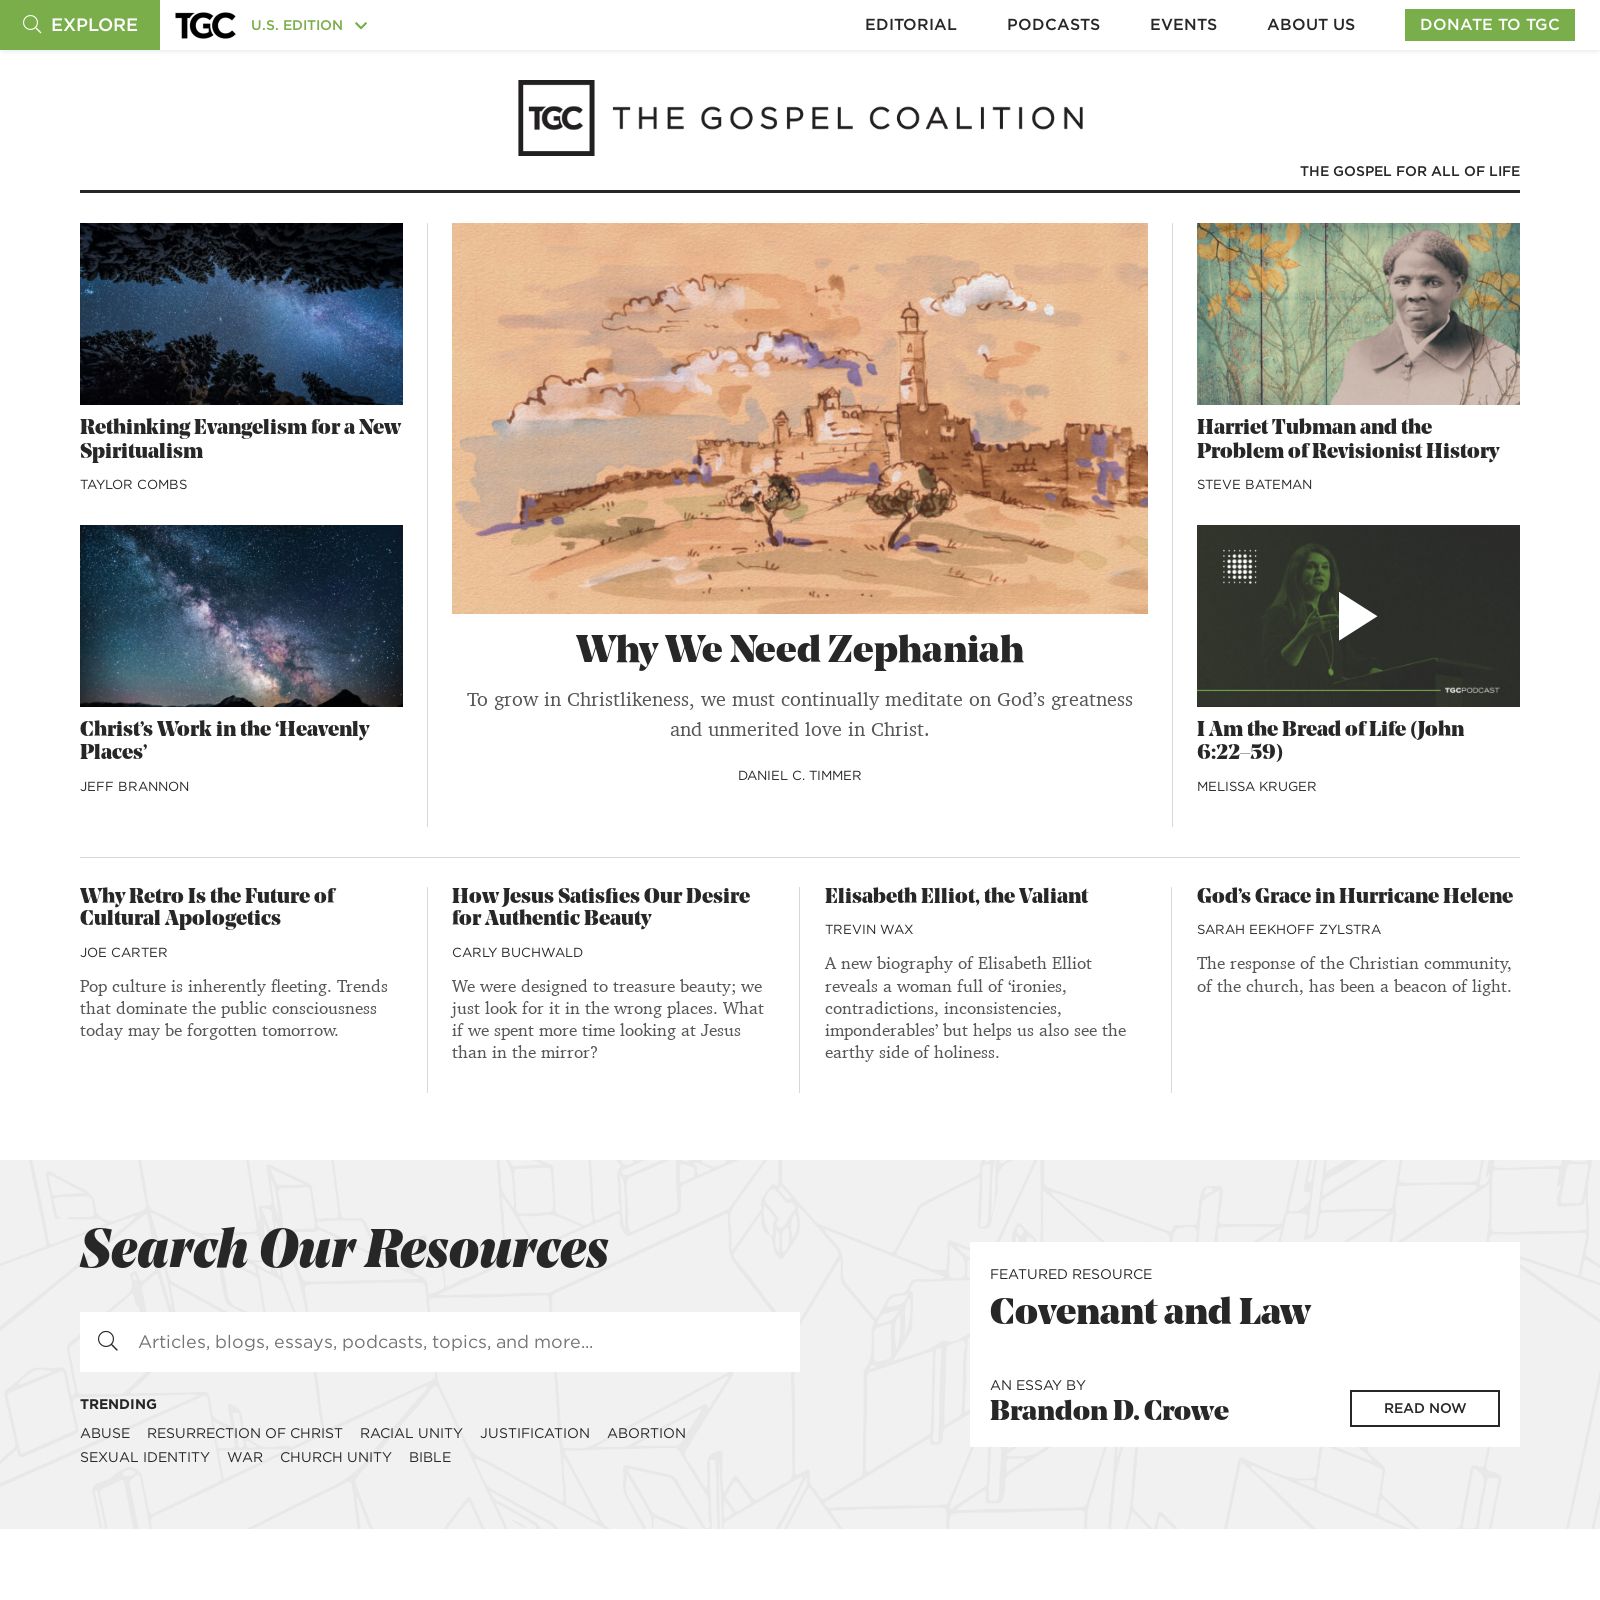 EXPLORE
TGC
U.S. EDITION
EDITORIAL
PODCASTS
EVENTS
ABOUT US
DONATE TO TGC
TGC THE GOSPEL COALITION
THE GOSPEL FOR ALL OF LIFE
Rethinking Evangelism for a New
Spiritualism
TAYLOR COMBS
Christ’s Work in the ‘Heavenly
Places’
JEFF BRANNON
Why We Need Zephaniah
To grow in Christlikeness, we must continually meditate on God’s greatness
and unmerited love in Christ.
DANIEL C. TIMMER
Harriet Tubman and the
Problem of Revisionist History
STEVE BATEMAN
TGCPODCAST
I Am the Bread of Life (John
6:22–59)
MELISSA KRUGER
Why Retro Is the Future of
Cultural Apologetics
JOE CARTER
Pop culture is inherently fleeting. Trends
that dominate the public consciousness
today may be forgotten tomorrow.
How Jesus Satisfies Our Desire
for Authentic Beauty
CARLY BUCHWALD
We were designed to treasure beauty; we
just look for it in the wrong places. What
if we spent more time looking at Jesus
than in the mirror?
Elisabeth Elliot, the Valiant
TREVIN WAX
A new biography of Elisabeth Elliot
reveals a woman full of ‘ironies,
contradictions, inconsistencies,
imponderables’ but helps us also see the
earthy side of holiness.
God’s Grace in Hurricane Helene
SARAH EEKHOFF ZYLSTRA
The response of the Christian community,
of the church, has been a beacon of light.
Search Our Resources
Articles, blogs, essays, podcasts, topics, and more...
TRENDING
ABUSE RESURRECTION OF CHRIST RACIAL UNITY JUSTIFICATION ABORTION
SEXUAL IDENTITY WAR CHURCH UNITY BIBLE
FEATURED RESOURCE
Covenant and Law
AN ESSAY BY
Brandon D. Crowe
READ NOW